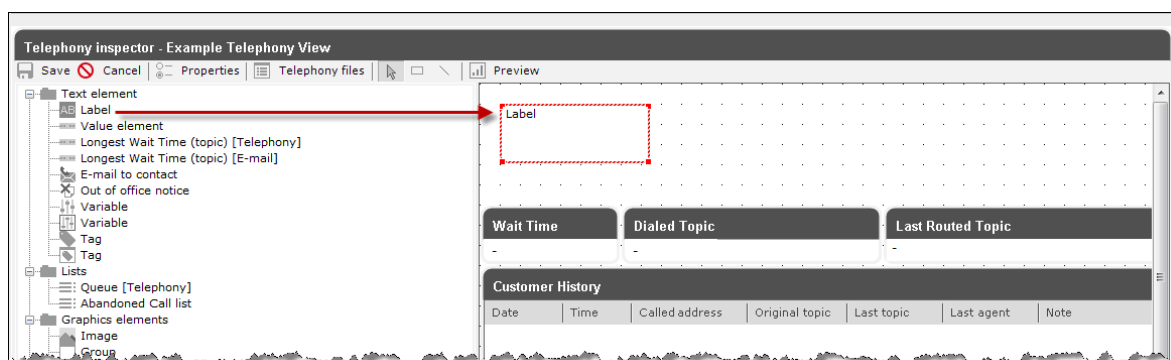 Telephony inspector - Example Telephony View
Save Cancel Properties Telephony files Preview
Text element
AB Label
Value element
Longest Wait Time (topic) [Telephony]
Longest Wait Time (topic) [E-mail]
E-mail to contact
Out of office notice
Variable
Variable
Tag
Tag
Lists
Queue [Telephony]
Abandoned Call list
Graphics elements
Image
Group
Label
Wait Time Dialed Topic Last Routed Topic
- - -
Customer History
Date Time Called address Original topic Last topic Last agent Note